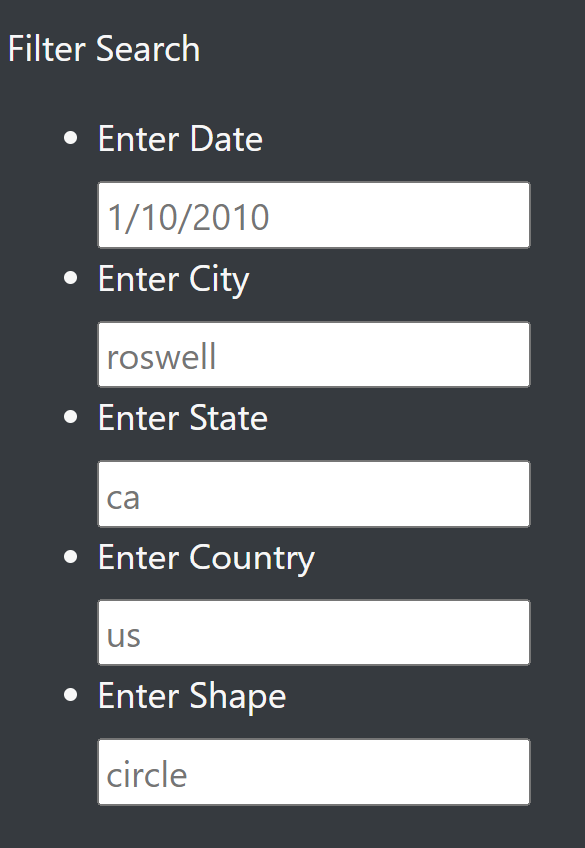 Filter Search
Enter Date
1/10/2010
Enter City
roswell
Enter State
ca
Enter Country
us
Enter Shape
circle